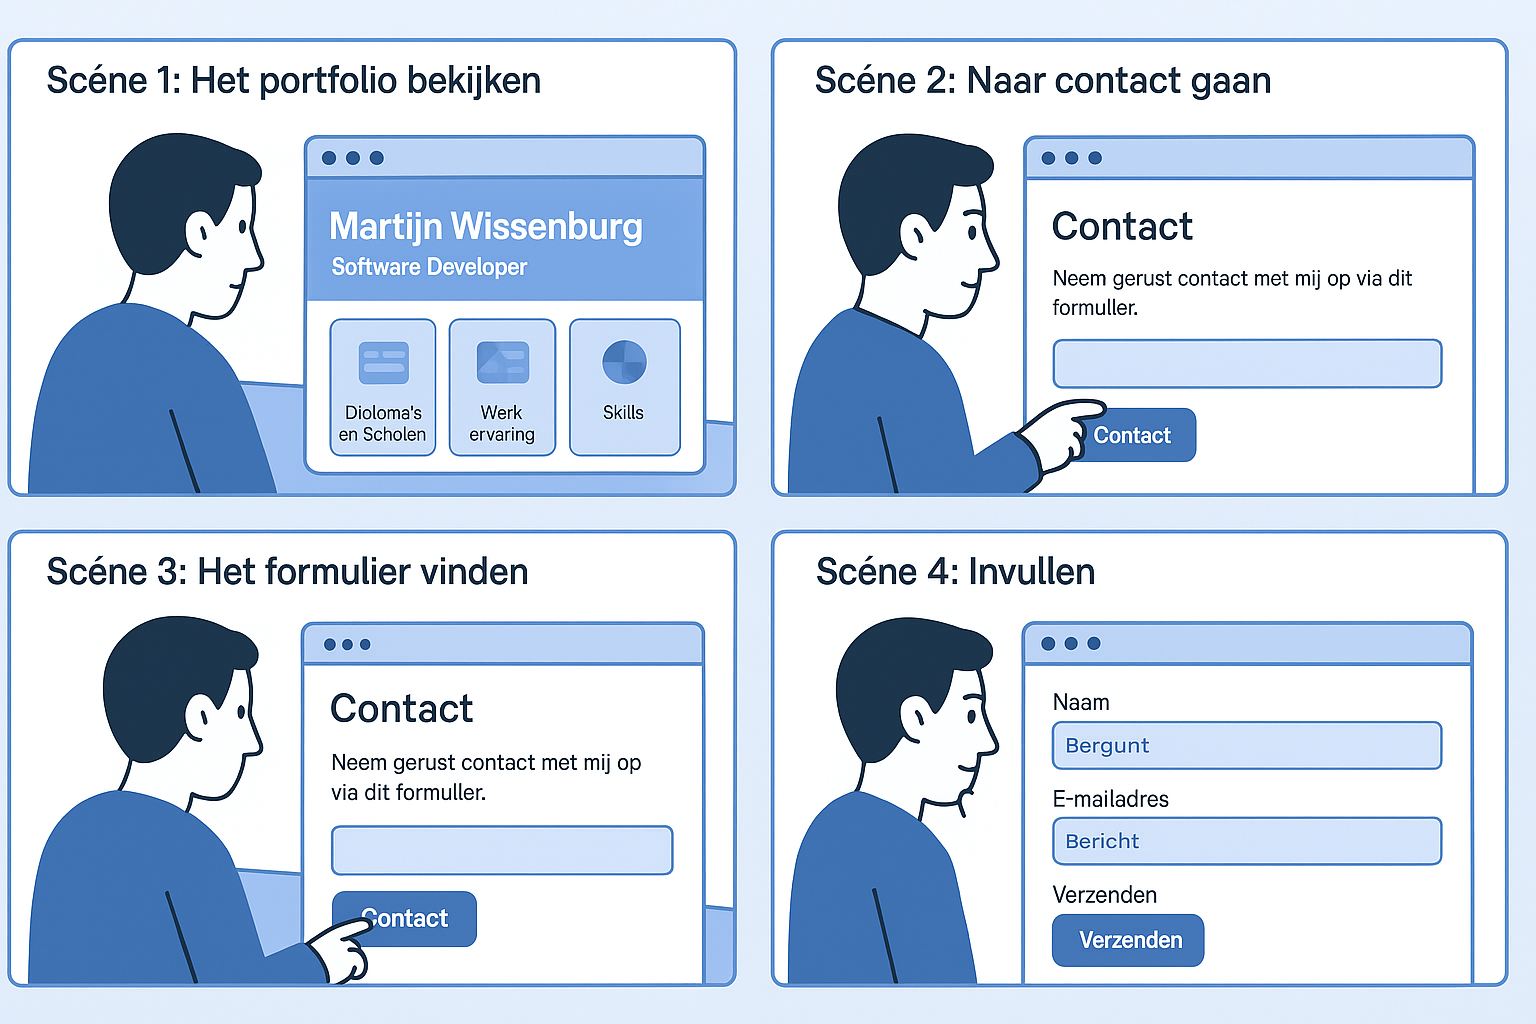 Scéne 1: Het portfolio bekijken
Martijn Wissenburg
Software Developer
Dioloma's
en Scholen
Werk
ervaring
Skills
Scéne 2: Naar contact gaan
Contact
Neem gerust contact met mij op via dit
formuller.
Contact
Scéne 3: Het formulier vinden
Contact
Neem gerust contact met mij op
via dit formuller.
Contact
Scéne 4: Invullen
Naam
Bergunt
E-mailadres
Bericht
Verzenden
Verzenden